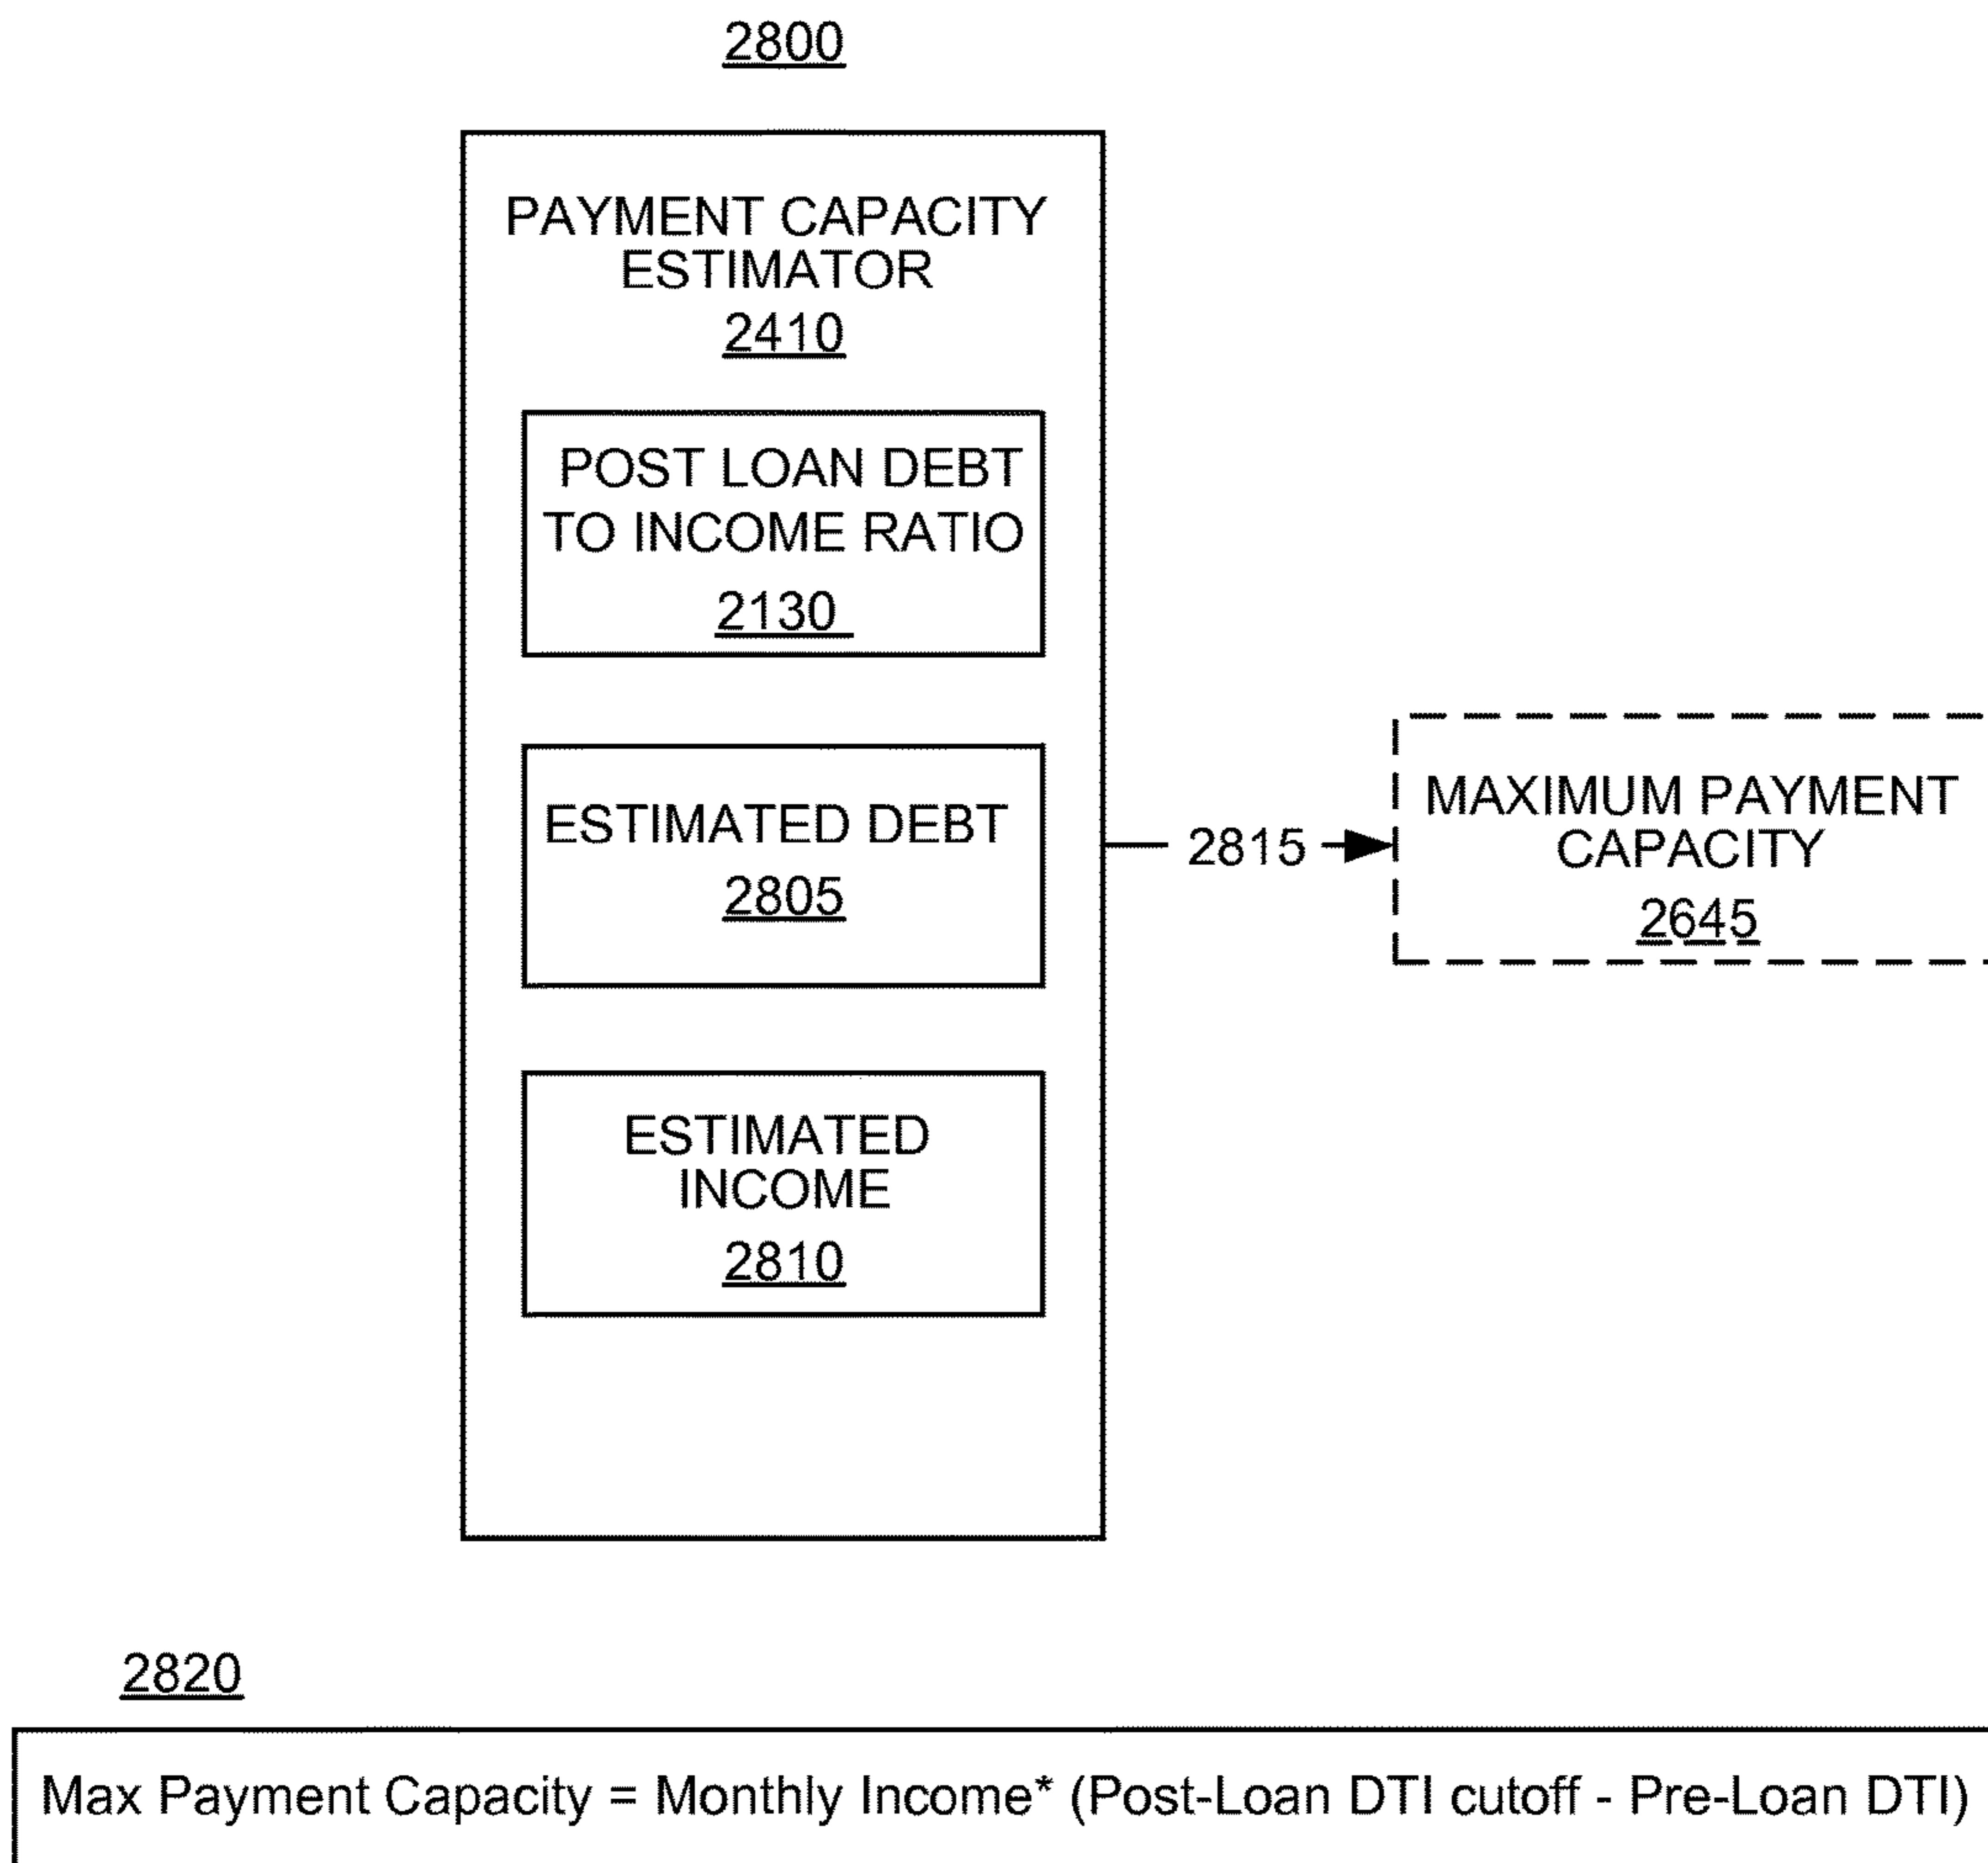 2800
PAYMENT CAPACITY
ESTIMATOR
2410
POST LOAN DEBT
TO INCOME RATIO
2130
ESTIMATED DEBT
2805
ESTIMATED
INCOME
2810
2815
MAXIMUM PAYMENT
CAPACITY
2645
2820
Max Payment Capacity = Monthly Income* (Post-Loan DTI cutoff - Pre-Loan DTI)